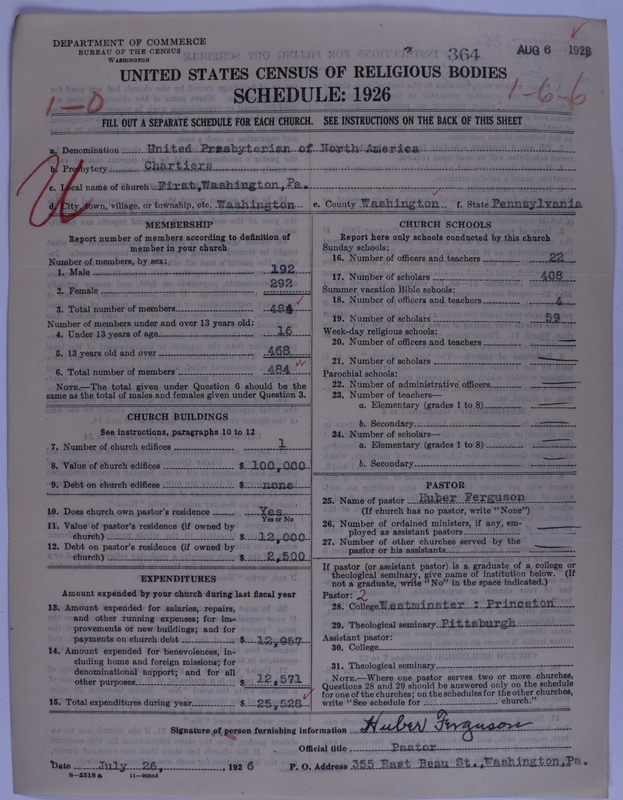 DEPARTMENT OF COMMERCE
BUREAU OF THE CENSUS
WASHINGTON
364
AUG 6 1926
UNITED STATES CENSUS OF RELIGIOUS BODIES
SCHEDULE: 1926
1-0
1-6-6
FILL OUT A SEPARATE SCHEDULE FOR EACH CHURCH. SEE INSTRUCTIONS ON THE BACK OF THIS SHEET
a. Denomination United Presbyterian of North America
b. Presbytery Chartiers
c. Local name of church First,Washington,Pa.
d. City, town, village, or township, etc. Washington e. County Washington f. State Pennsylvania
MEMBERSHIP
Report number of members according to definition of
member in your church
Number of members, by sex:
1. Male 192
2. Female 292
3. Total number of members 484
Number of members under and over 13 years old:
4. Under 13 years of age 16
5. 13 years old and over 468
6. Total number of members 484
NOTE.—The total given under Question 6 should be the
same as the total of males and females given under Question 3.
CHURCH BUILDINGS
See instructions, paragraphs 10 to 12
7. Number of church edifices 1
8. Value of church edifices $ 100,000
9. Debt on church edifices $ none
10. Does church own pastor's residence Yes
Yes or No
11. Value of pastor's residence (if owned by
church) $ 12,000
12. Debt on pastor's residence (if owned by
church) $ 2,500
EXPENDITURES
Amount expended by your church during last fiscal year
13. Amount expended for salaries, repairs,
and other running expenses; for im-
provements or new buildings; and for
payments on church debt $ 12,957
14. Amount expended for benevolences, in-
cluding home and foreign missions; for
denominational support; and for all
other purposes $ 12,571
15. Total expenditures during year $ 25,528
CHURCH SCHOOLS
Report here only schools conducted by this church
Sunday schools:
16. Number of officers and teachers 22
17. Number of scholars 408
Summer vacation Bible schools:
18. Number of officers and teachers 4
19. Number of scholars 59
Week-day religious schools:
20. Number of officers and teachers
21. Number of scholars
Parochial schools:
22. Number of administrative officers
23. Number of teachers—
a. Elementary (grades 1 to 8)
b. Secondary
24. Number of scholars—
a. Elementary (grades 1 to 8)
b. Secondary
PASTOR
25. Name of pastor Huber Ferguson
(If church has no pastor, write "None")
26. Number of ordained ministers, if any, em-
ployed as assistant pastors
27. Number of other churches served by the
pastor or his assistants
If pastor (or assistant pastor) is a graduate of a college or
theological seminary, give name of institution below. (If
not a graduate, write "No" in the space indicated.)
Pastor: 2
28. College Westminster : Princeton
29. Theological seminary Pittsburgh
Assistant pastor:
30. College
31. Theological seminary
NOTE.—Where one pastor serves two or more churches,
Questions 28 and 29 should be answered only on the schedule
for one of the churches; on the schedules for the other churches,
write "See schedule for church."
Signature of person furnishing information Huber Ferguson
Official title Pastor
Date July 26, 1926 P. O. Address 355 East Beau St.,Washington,Pa.
8-5518a 11-9084d